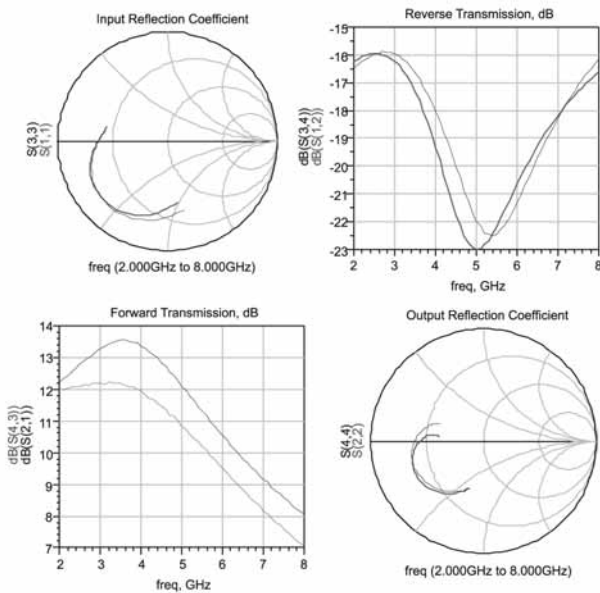 Input Reflection Coefficient
S(3,3)
S(1,1)
freq (2.000GHz to 8.000GHz)
Reverse Transmission, dB
dB(S(3,4))
dB(S(1,2))
-15
-16
-17
-18
-19
-20
-21
-22
-23
2 3 4 5 6 7 8
freq, GHz
Forward Transmission, dB
dB(S(4,3))
dB(S(2,1))
14
13
12
11
10
9
8
7
2 3 4 5 6 7 8
freq, GHz
Output Reflection Coefficient
S(4,4)
S(2,2)
freq (2.000GHz to 8.000GHz)